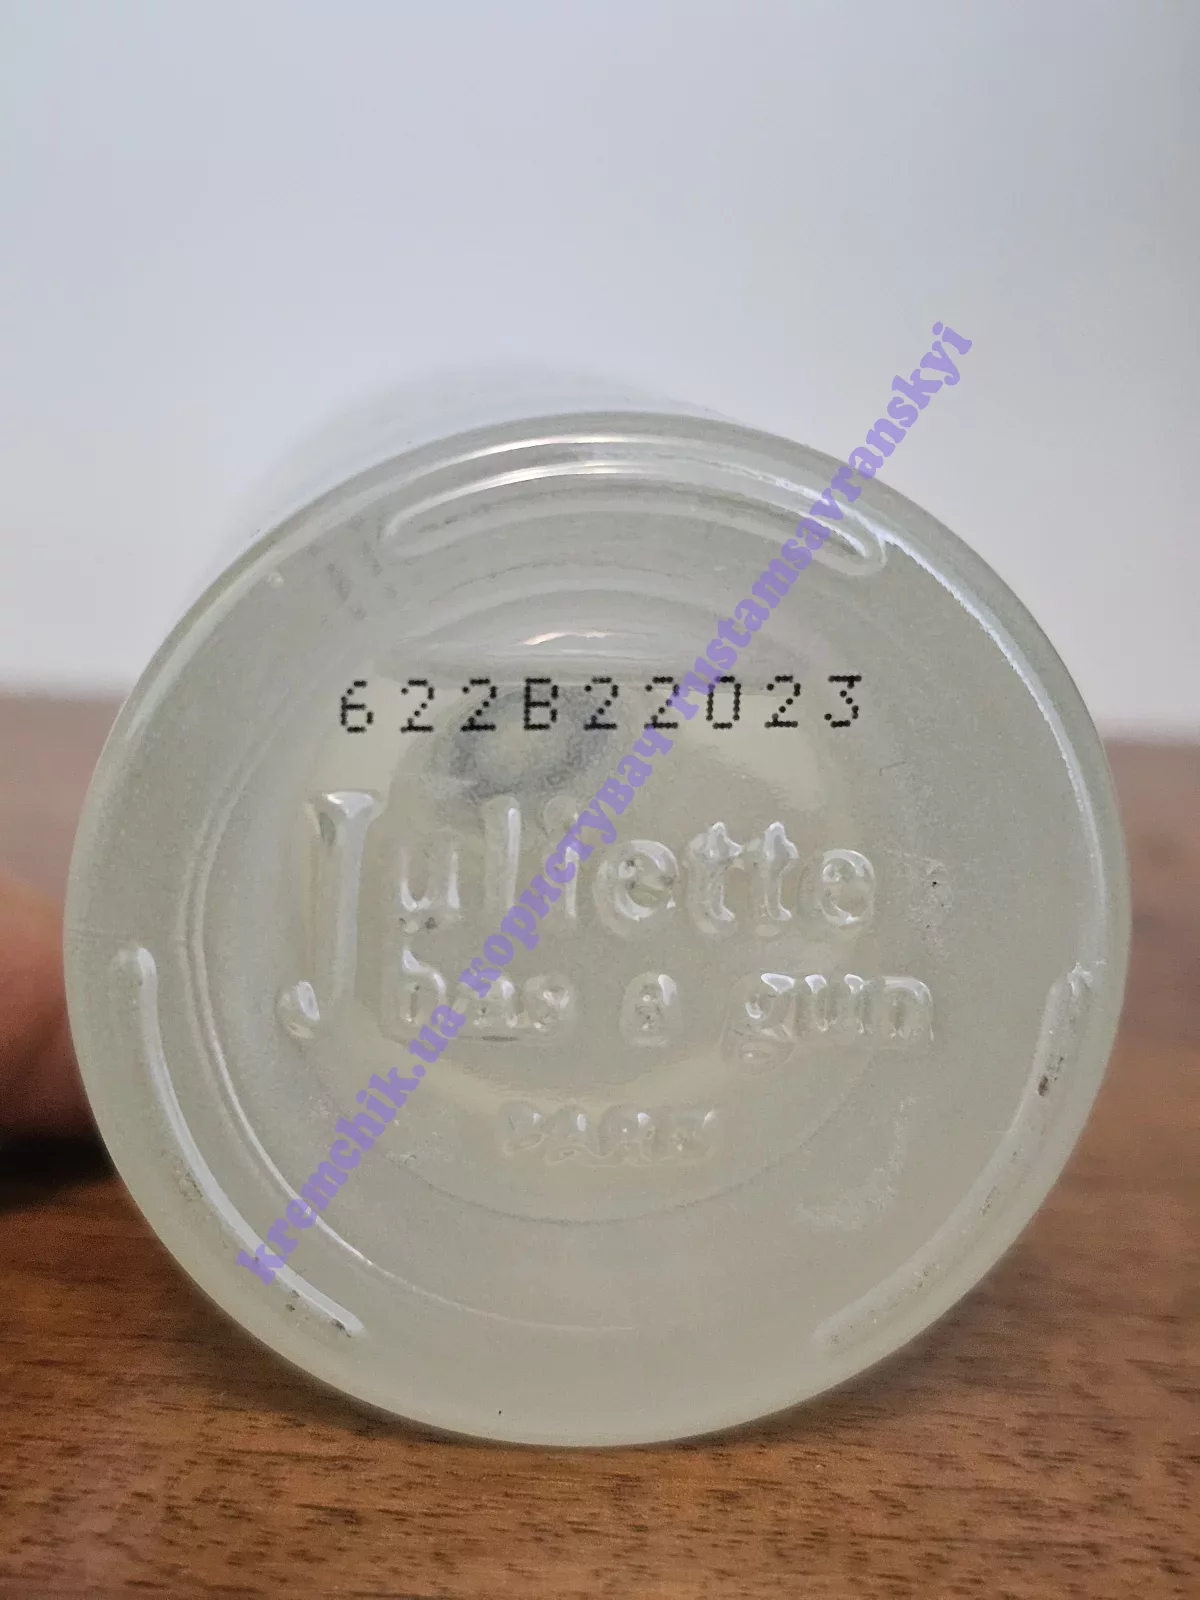 622B22023
Juliette
has a gun
PARIS
kremchik.ua користувач rustamsavranskyi